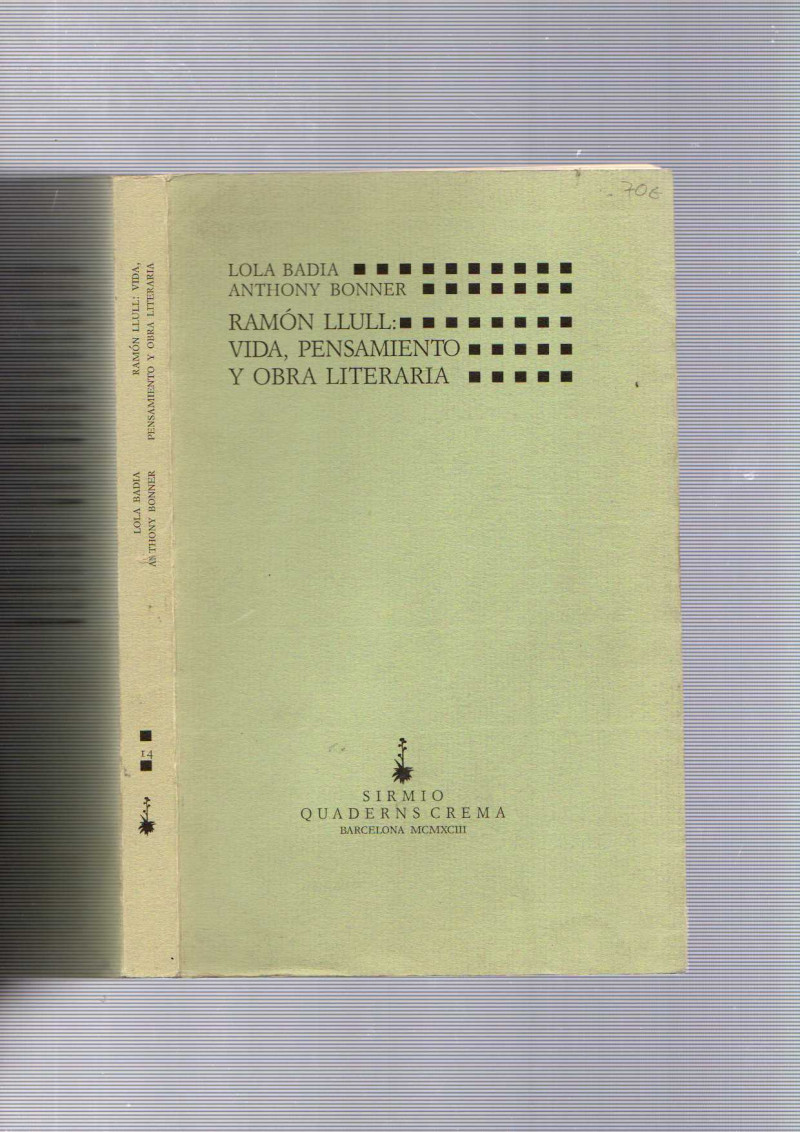 LOLA BADIA
ANTHONY BONNER
RAMÓN LLULL:
VIDA, PENSAMIENTO
Y OBRA LITERARIA
SIRMIO
QUADERNS CREMA
BARCELONA MCMXCIII
RAMÓN LLULL: VIDA,
PENSAMIENTO Y OBRA LITERARIA
LOLA BADIA
ANTHONY BONNER
14